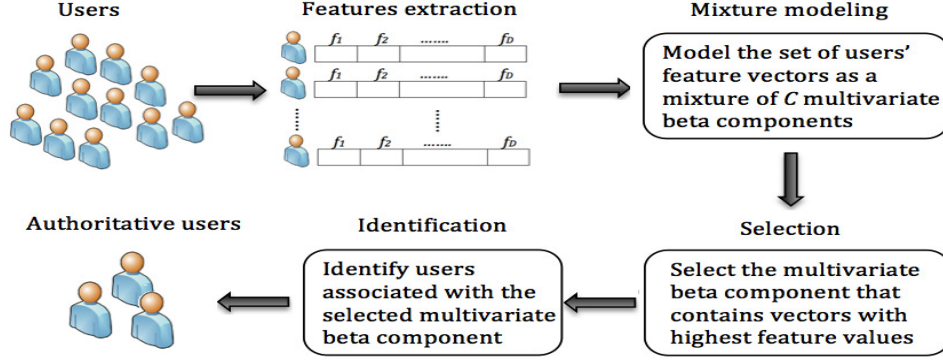 Users
Features extraction
Mixture modeling
f1 f2 ....... fD
f1 f2 ....... fD
f1 f2 ....... fD
Model the set of users’
feature vectors as a
mixture of C multivariate
beta components
Authoritative users
Identification
Selection
Identify users
associated with the
selected multivariate
beta component
Select the multivariate
beta component that
contains vectors with
highest feature values